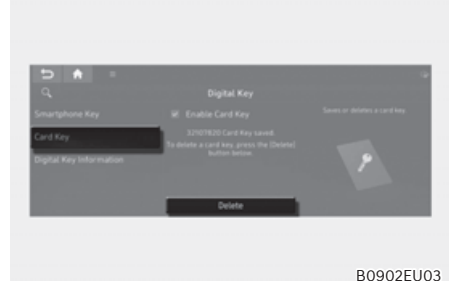 Digital Key
Smartphone Key
Enable Card Key
Saves or deletes a card key.
Card Key
32107820 Card Key saved.
To delete a card key, press the [Delete]
button below.
Digital Key Information
Delete
B0902EU03